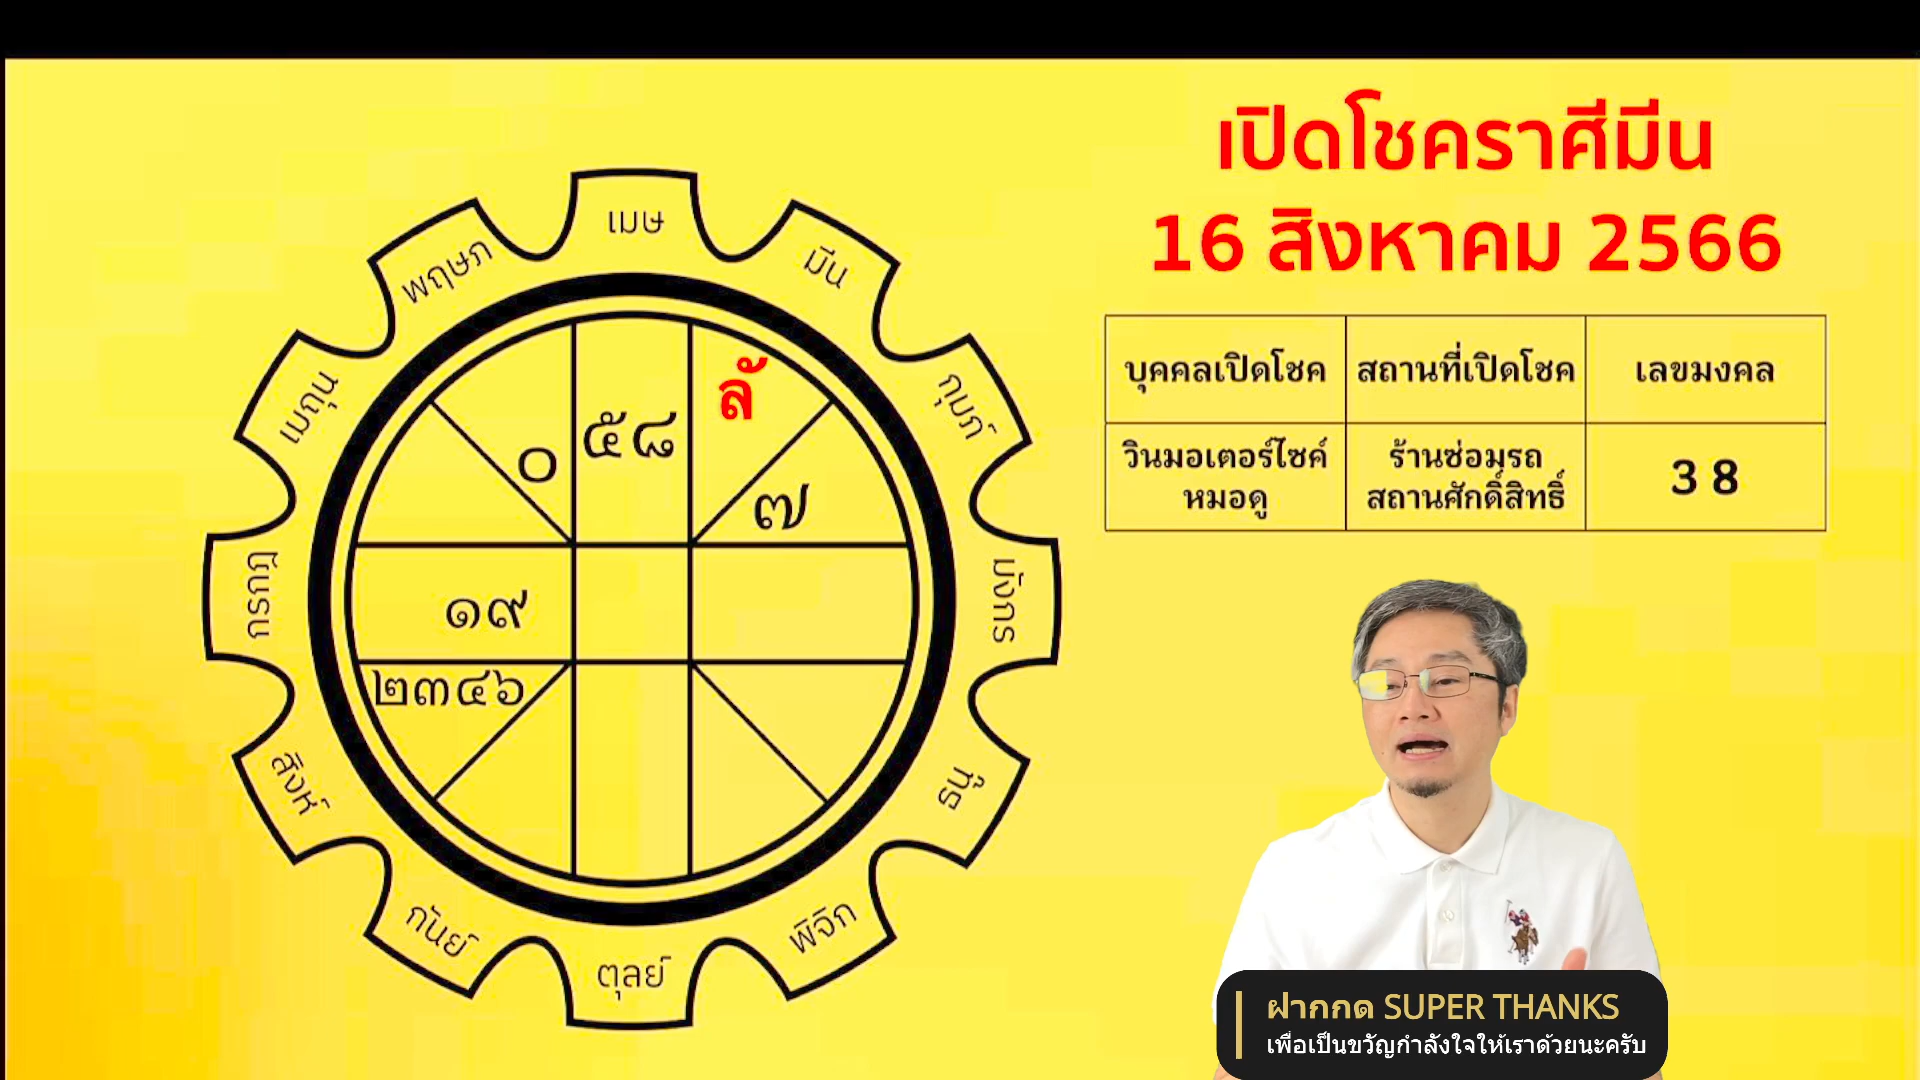 เปิดโชคราศีมีน
16 สิงหาคม 2566
บุคคลเปิดโชค สถานที่เปิดโชค เลขมงคล
วินมอเตอร์ไซค์ ร้านซ่อมรถ 3 8
หมอดู สถานศักดิ์สิทธิ์
เมษ
พฤษภ
มีน
เมถุน
กุมภ์
กรกฎ
มังกร
สิงห์
ธนู
กันย์
พิจิก
ตุลย์
ลั
๐ ๕๘
๗
๑๙
๒๓๔๖
ฝากกด SUPER THANKS
เพื่อเป็นขวัญกำลังใจให้เราด้วยนะครับ